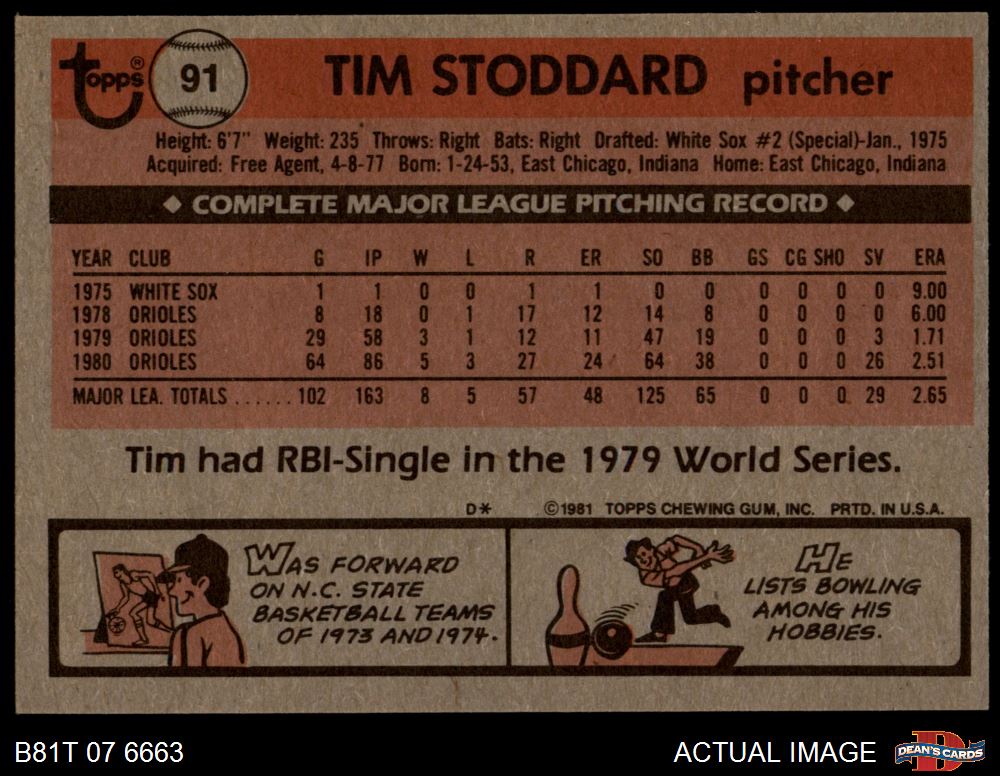 Topps® 91 TIM STODDARD pitcher
Height: 6'7" Weight: 235 Throws: Right Bats: Right Drafted: White Sox #2 (Special)-Jan., 1975
Acquired: Free Agent, 4-8-77 Born: 1-24-53, East Chicago, Indiana Home: East Chicago, Indiana
◆ COMPLETE MAJOR LEAGUE PITCHING RECORD ◆
YEAR CLUB G IP W L R ER SO BB GS CG SHO SV ERA
1975 WHITE SOX 1 1 0 0 1 1 0 0 0 0 0 0 9.00
1978 ORIOLES 8 18 0 1 17 12 14 8 0 0 0 0 6.00
1979 ORIOLES 29 58 3 1 12 11 47 19 0 0 0 3 1.71
1980 ORIOLES 64 86 5 3 27 24 64 38 0 0 0 26 2.51
MAJOR LEA. TOTALS ...... 102 163 8 5 57 48 125 65 0 0 0 29 2.65
Tim had RBI-Single in the 1979 World Series.
D* ©1981 TOPPS CHEWING GUM, INC. PRTD. IN U.S.A.
WAS FORWARD
ON N.C. STATE
BASKETBALL TEAMS
OF 1973 AND 1974.
HE
LISTS BOWLING
AMONG HIS
HOBBIES.
B81T 07 6663 ACTUAL IMAGE DEAN'S CARDS